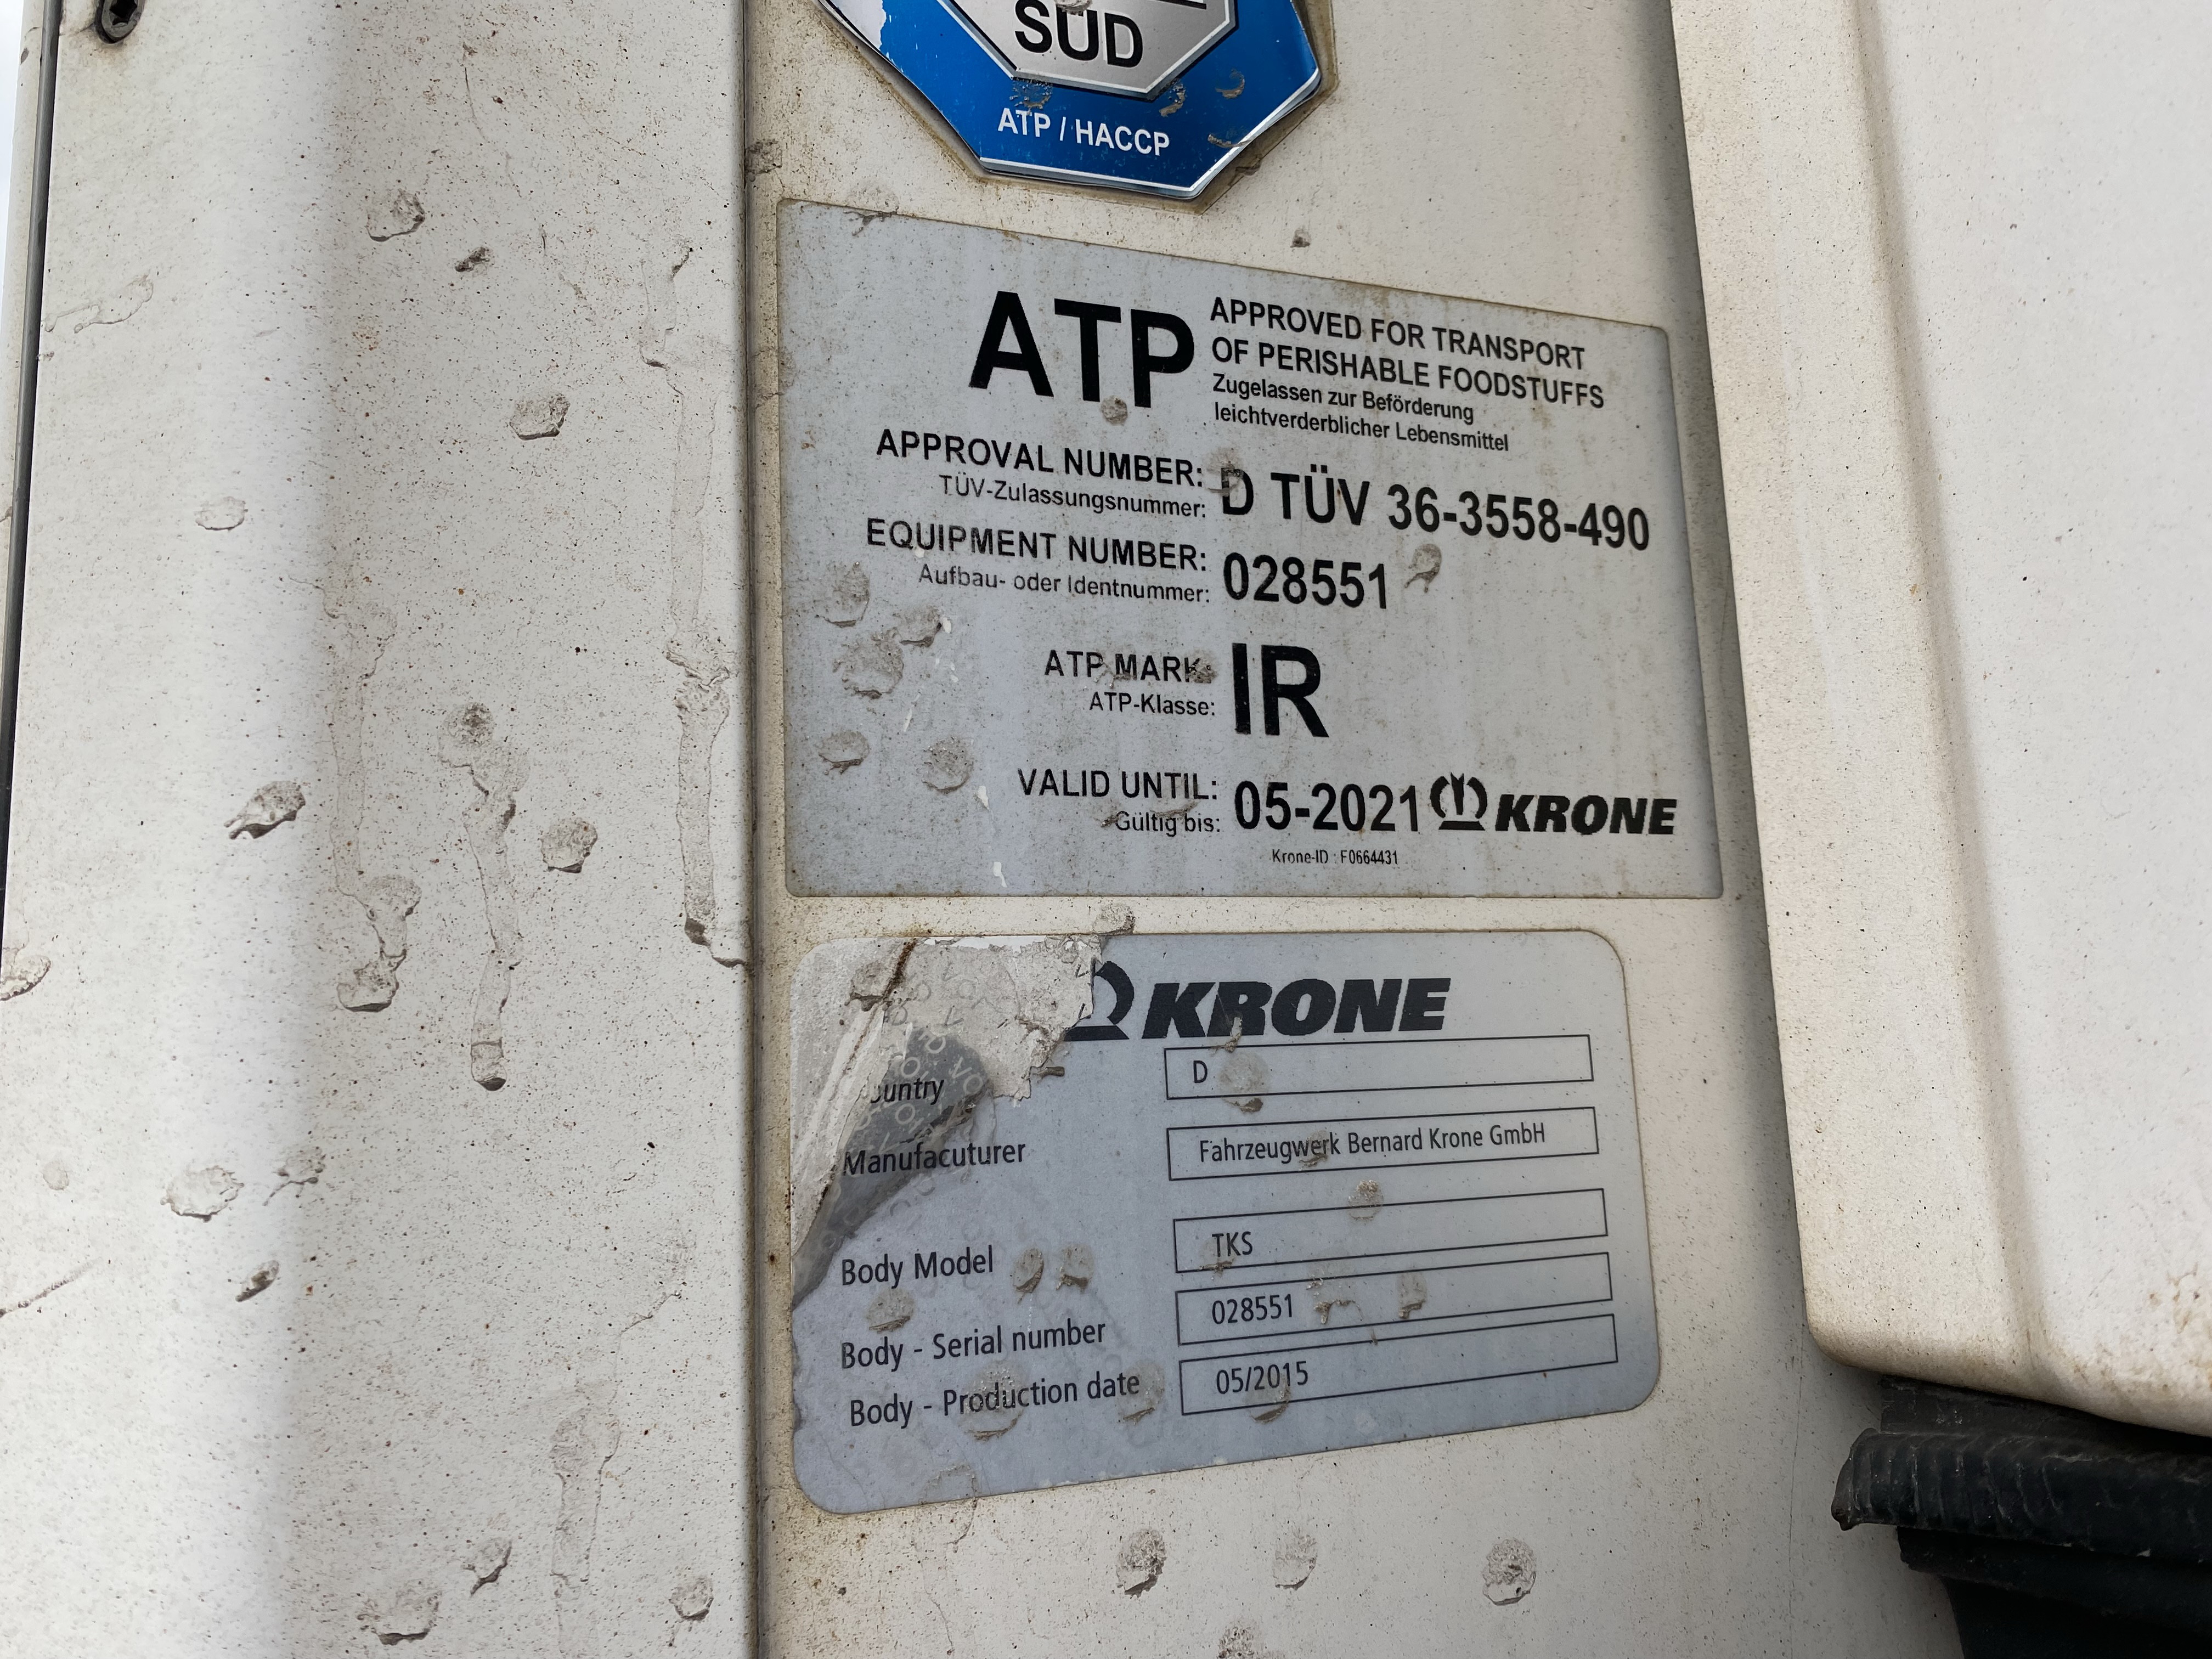 SÜD
ATP / HACCP
ATP
APPROVED FOR TRANSPORT
OF PERISHABLE FOODSTUFFS
Zugelassen zur Beförderung
leichtverderblicher Lebensmittel
APPROVAL NUMBER: D TÜV 36-3558-490
TÜV-Zulassungsnummer:
EQUIPMENT NUMBER: 028551
Aufbau- oder Identnummer:
ATP MARK: IR
ATP-Klasse:
VALID UNTIL: 05-2021 KRONE
Gültig bis:
Krone-ID : F0664431
KRONE
ountry D
Manufacuturer Fahrzeugwerk Bernard Krone GmbH
Body Model TKS
Body - Serial number 028551
Body - Production date 05/2015